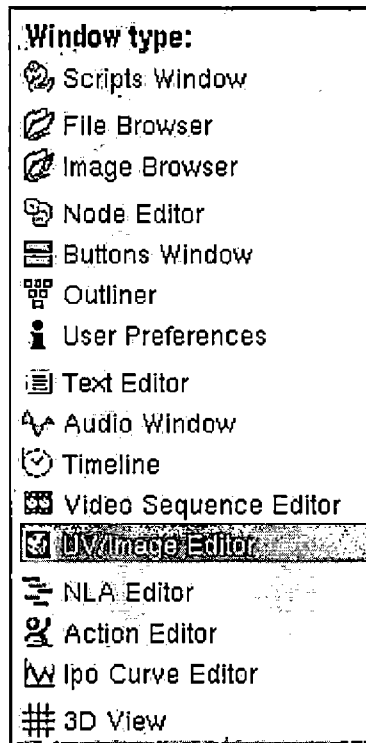 Window type:
Scripts Window
File Browser
Image Browser
Node Editor
Buttons Window
Outliner
User Preferences
Text Editor
Audio Window
Timeline
Video Sequence Editor
UV/Image Editor
NLA Editor
Action Editor
Ipo Curve Editor
3D View